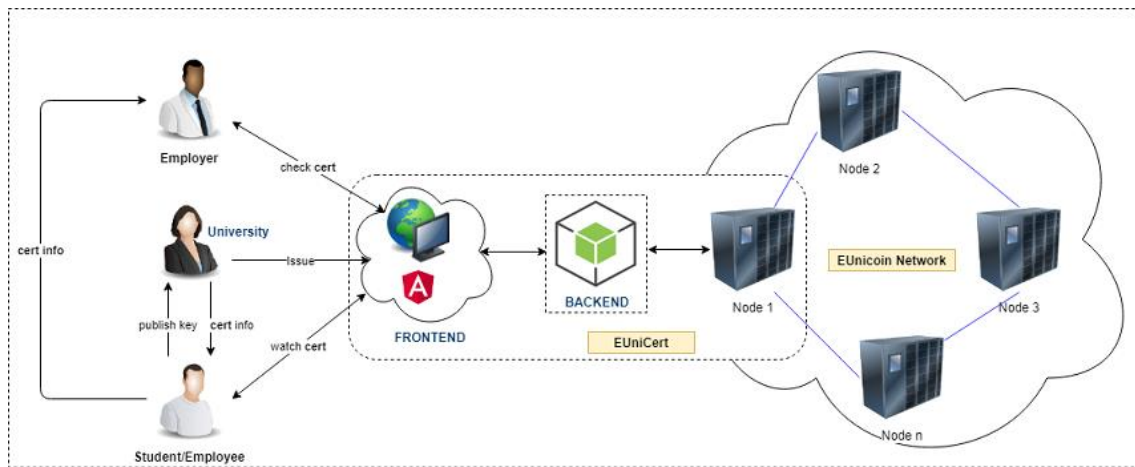 Employer
check cert
University
cert info
Issue
publish key
cert info
watch cert
Student/Employee
A
FRONTEND
BACKEND
EUniCert
Node 1
Node 2
EUnicoin Network
Node 3
Node n